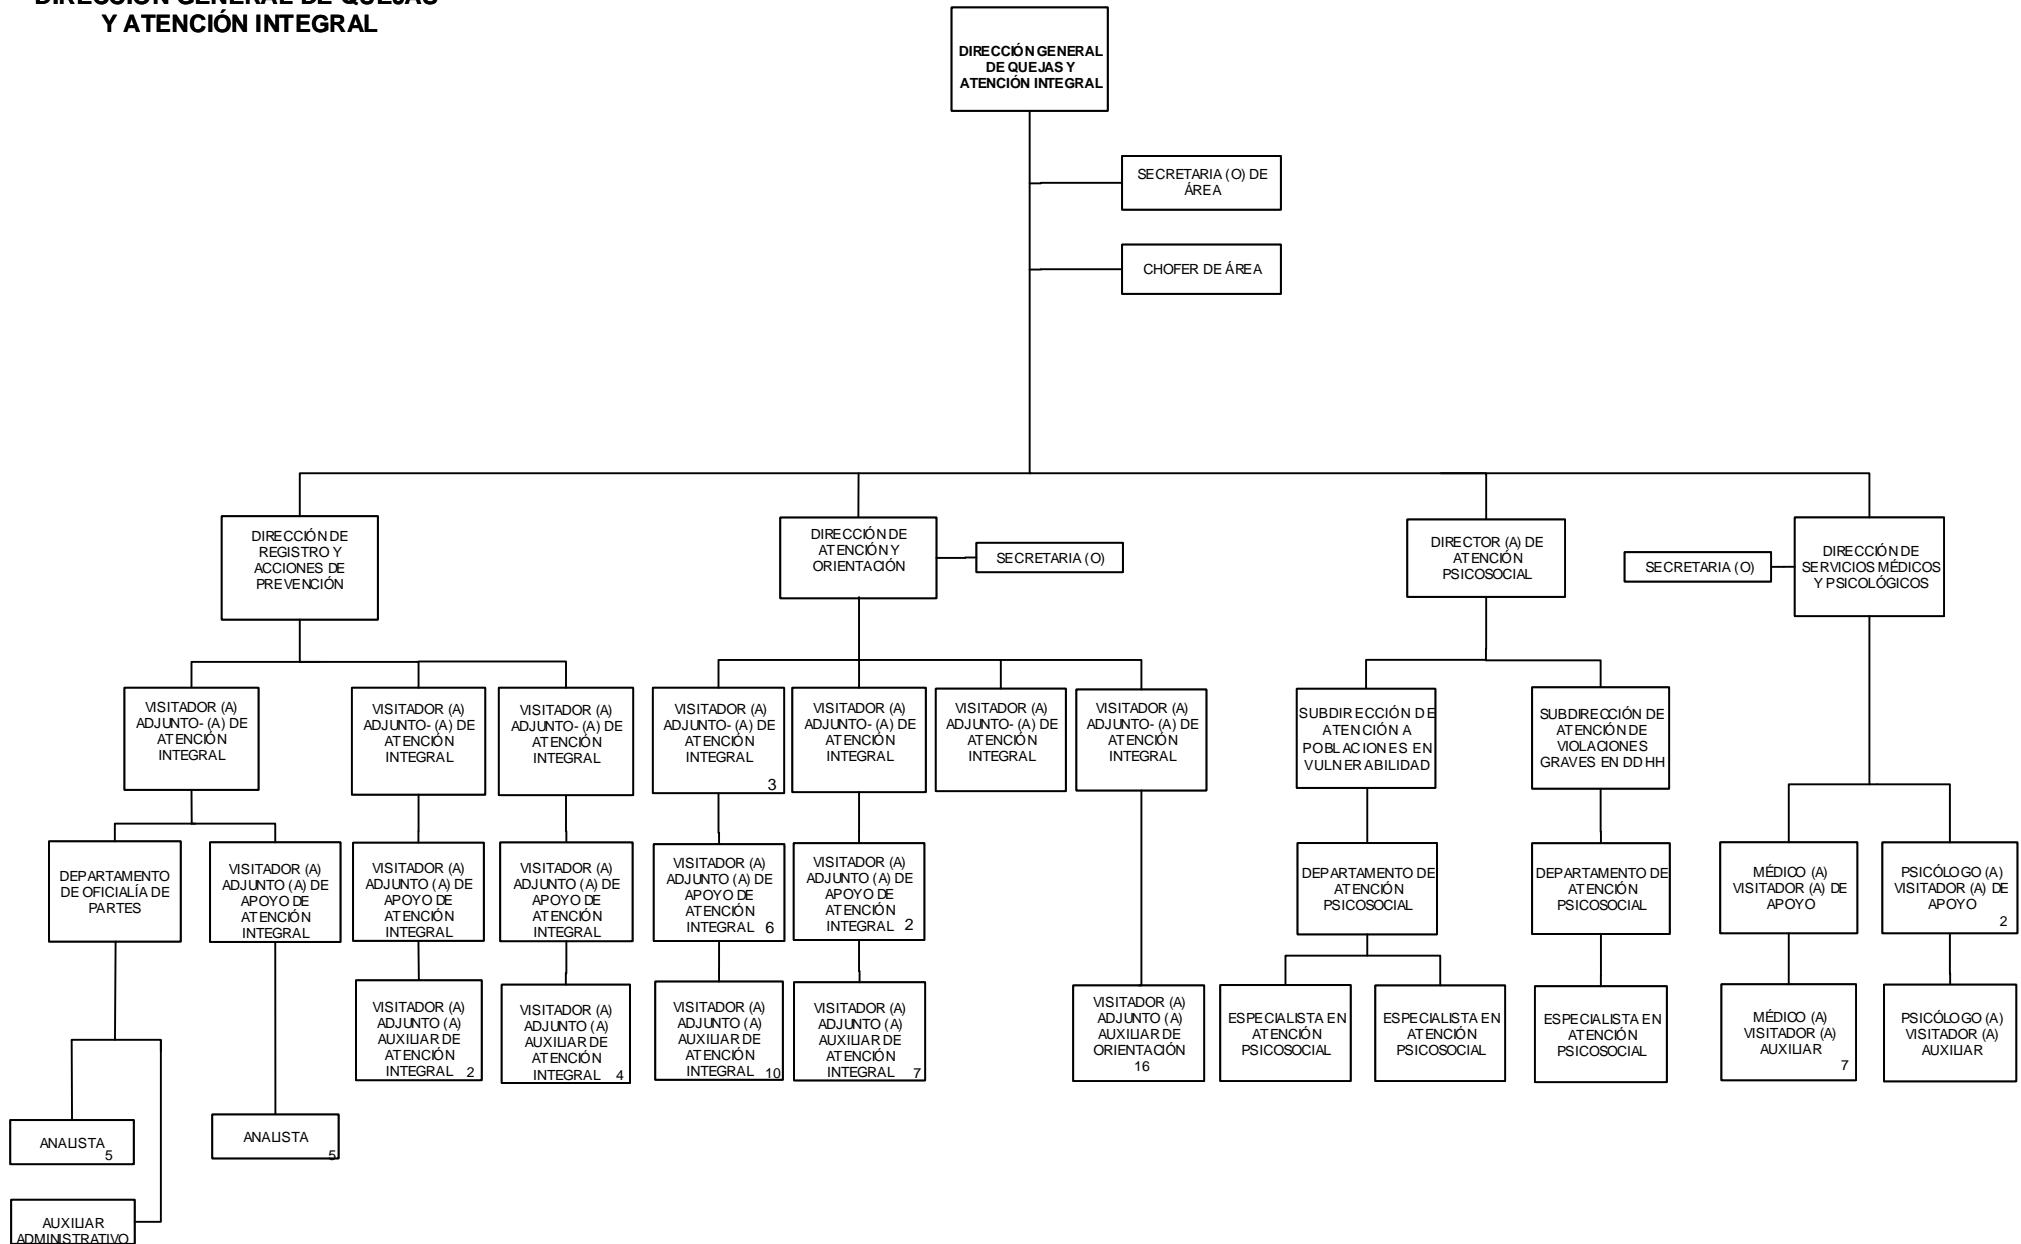 DIRECCIÓN GENERAL DE QUEJAS
Y ATENCIÓN INTEGRAL
DIRECCIÓN GENERAL
DE QUEJAS Y
ATENCIÓN INTEGRAL
SECRETARIA (O) DE
ÁREA
CHOFER DE ÁREA
DIRECCIÓN DE
REGISTRO Y
ACCIONES DE
PREVENCIÓN
DIRECCIÓN DE
ATENCIÓN Y
ORIENTACIÓN
SECRETARIA (O)
DIRECTOR (A) DE
ATENCIÓN
PSICOSOCIAL
SECRETARIA (O)
DIRECCIÓN DE
SERVICIOS MÉDICOS
Y PSICOLÓGICOS
VISITADOR (A)
ADJUNTO- (A) DE
ATENCIÓN
INTEGRAL
VISITADOR (A)
ADJUNTO- (A) DE
ATENCIÓN
INTEGRAL
VISITADOR (A)
ADJUNTO- (A) DE
ATENCIÓN
INTEGRAL
VISITADOR (A)
ADJUNTO- (A) DE
ATENCIÓN
INTEGRAL
3
VISITADOR (A)
ADJUNTO- (A) DE
ATENCIÓN
INTEGRAL
VISITADOR (A)
ADJUNTO- (A) DE
ATENCIÓN
INTEGRAL
VISITADOR (A)
ADJUNTO- (A) DE
ATENCIÓN
INTEGRAL
SUBDIRECCIÓN DE
ATENCIÓN A
POBLACIONES EN
VULNERABILIDAD
SUBDIRECCIÓN DE
ATENCIÓN DE
VIOLACIONES
GRAVES EN DDHH
DEPARTAMENTO
DE OFICIALÍA DE
PARTES
VISITADOR (A)
ADJUNTO (A) DE
APOYO DE
ATENCIÓN
INTEGRAL
VISITADOR (A)
ADJUNTO (A) DE
APOYO DE
ATENCIÓN
INTEGRAL
VISITADOR (A)
ADJUNTO (A) DE
APOYO DE
ATENCIÓN
INTEGRAL
VISITADOR (A)
ADJUNTO (A) DE
APOYO DE
ATENCIÓN
INTEGRAL 6
VISITADOR (A)
ADJUNTO (A) DE
APOYO DE
ATENCIÓN
INTEGRAL 2
DEPARTAMENTO DE
ATENCIÓN
PSICOSOCIAL
DEPARTAMENTO DE
ATENCIÓN
PSICOSOCIAL
MÉDICO (A)
VISITADOR (A) DE
APOYO
PSICÓLOGO (A)
VISITADOR (A) DE
APOYO
2
VISITADOR (A)
ADJUNTO (A)
AUXILIAR DE
ATENCIÓN
INTEGRAL 2
VISITADOR (A)
ADJUNTO (A)
AUXILIAR DE
ATENCIÓN
INTEGRAL 4
VISITADOR (A)
ADJUNTO (A)
AUXILIAR DE
ATENCIÓN
INTEGRAL 10
VISITADOR (A)
ADJUNTO (A)
AUXILIAR DE
ATENCIÓN
INTEGRAL 7
VISITADOR (A)
ADJUNTO (A)
AUXILIAR DE
ORIENTACIÓN
16
ESPECIALISTA EN
ATENCIÓN
PSICOSOCIAL
ESPECIALISTA EN
ATENCIÓN
PSICOSOCIAL
ESPECIALISTA EN
ATENCIÓN
PSICOSOCIAL
MÉDICO (A)
VISITADOR (A)
AUXILIAR
7
PSICÓLOGO (A)
VISITADOR (A)
AUXILIAR
ANALISTA
5
ANALISTA
5
AUXILIAR
ADMINISTRATIVO